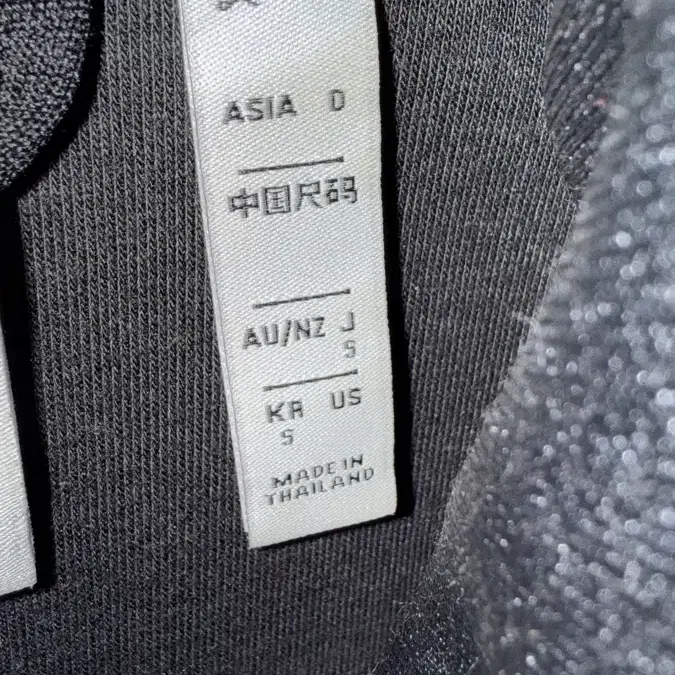 ASIA D
中国尺码
AU/NZ J
S
KR US
S
MADE IN
THAILAND